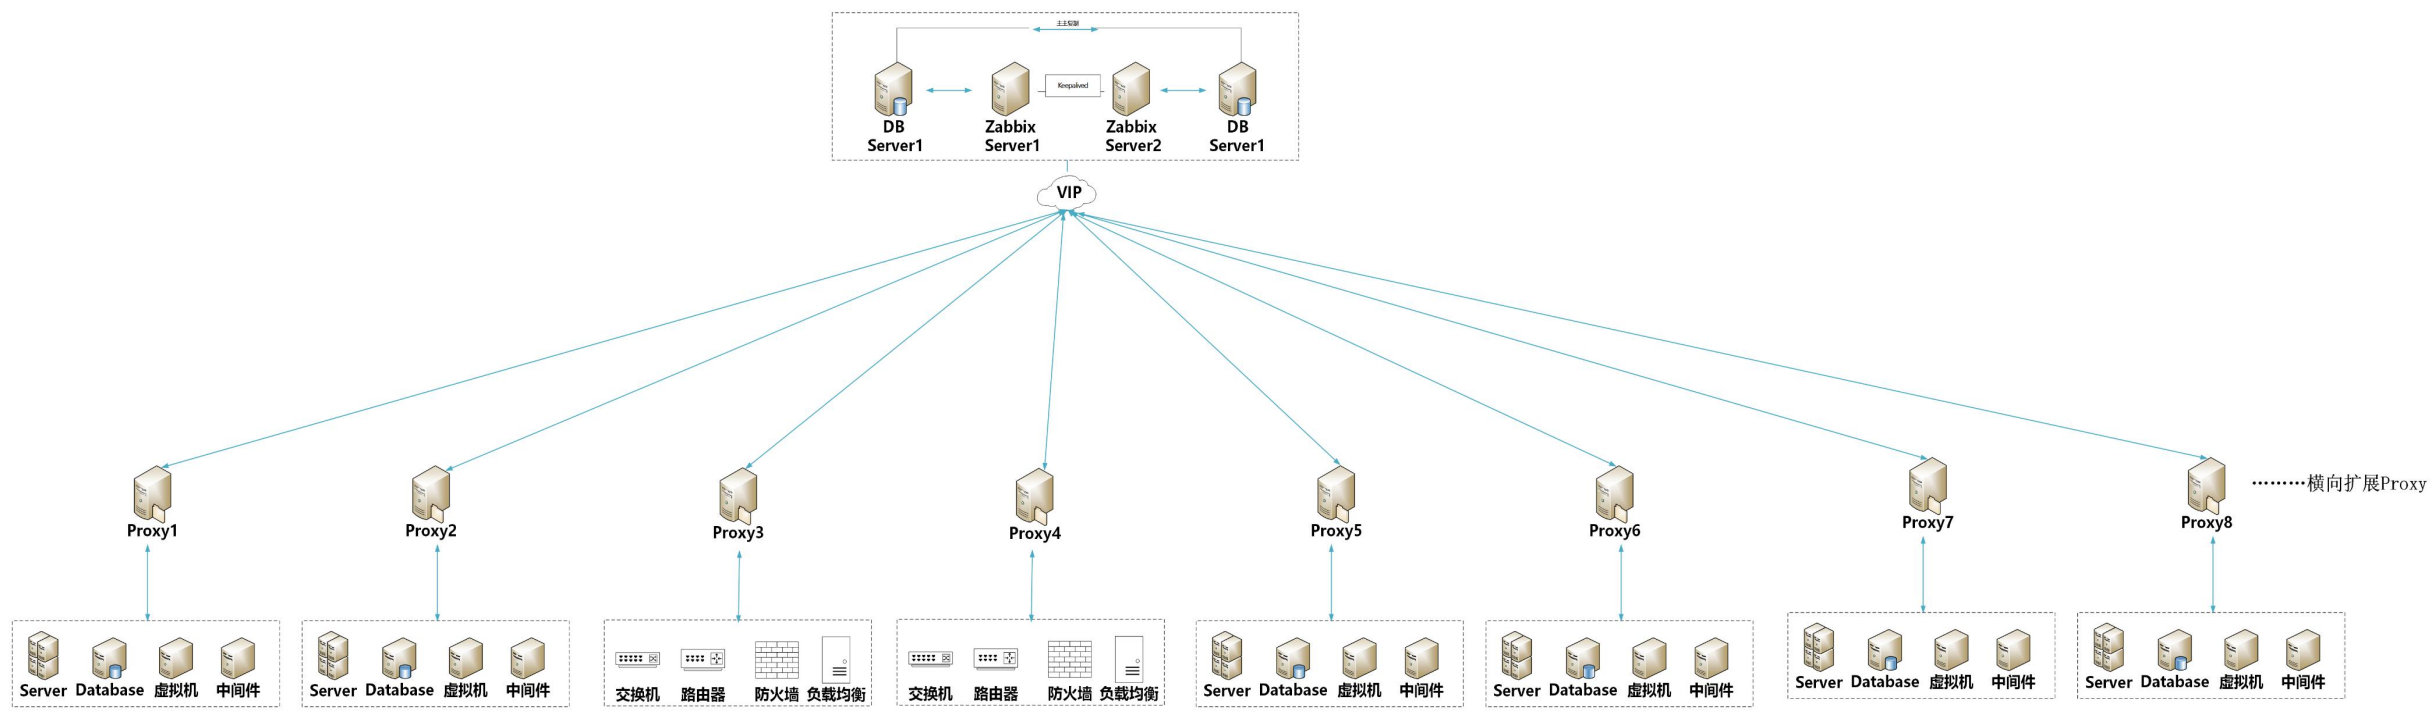 主主复制
Keepalived
DB
Server1
Zabbix
Server1
Zabbix
Server2
DB
Server1
VIP
Proxy1
Proxy2
Proxy3
Proxy4
Proxy5
Proxy6
Proxy7
Proxy8
………横向扩展Proxy
Server Database 虚拟机 中间件
Server Database 虚拟机 中间件
交换机 路由器 防火墙 负载均衡
交换机 路由器 防火墙 负载均衡
Server Database 虚拟机 中间件
Server Database 虚拟机 中间件
Server Database 虚拟机 中间件
Server Database 虚拟机 中间件